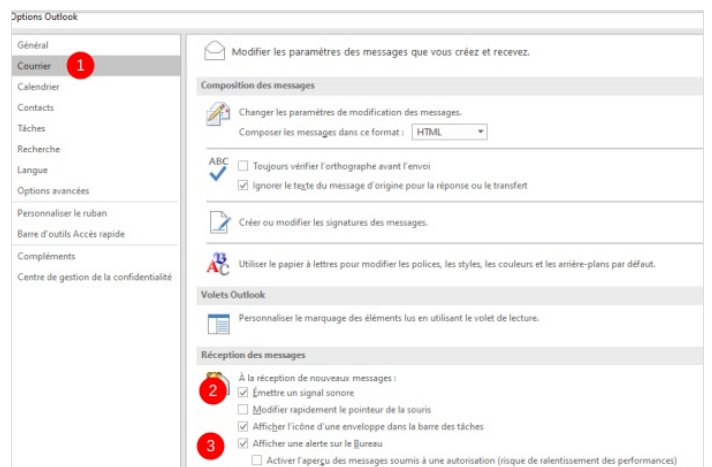 Options Outlook
Général
Courrier
1
Calendrier
Contacts
Tâches
Recherche
Langue
Options avancées
Personnaliser le ruban
Barre d'outils Accès rapide
Compléments
Centre de gestion de la confidentialité
Modifier les paramètres des messages que vous créez et recevez.
Composition des messages
Changer les paramètres de modification des messages.
Composer les messages dans ce format : HTML
ABC
Toujours vérifier l'orthographe avant l'envoi
Ignorer le texte du message d'origine pour la réponse ou le transfert
Créer ou modifier les signatures des messages.
Utiliser le papier à lettres pour modifier les polices, les styles, les couleurs et les arrière-plans par défaut.
Volets Outlook
Personnaliser le marquage des éléments lus en utilisant le volet de lecture.
Réception des messages
À la réception de nouveaux messages :
2
Émettre un signal sonore
Modifier rapidement le pointeur de la souris
Afficher l'icône d'une enveloppe dans la barre des tâches
3
Afficher une alerte sur le Bureau
Activer l'aperçu des messages soumis à une autorisation (risque de ralentissement des performances)